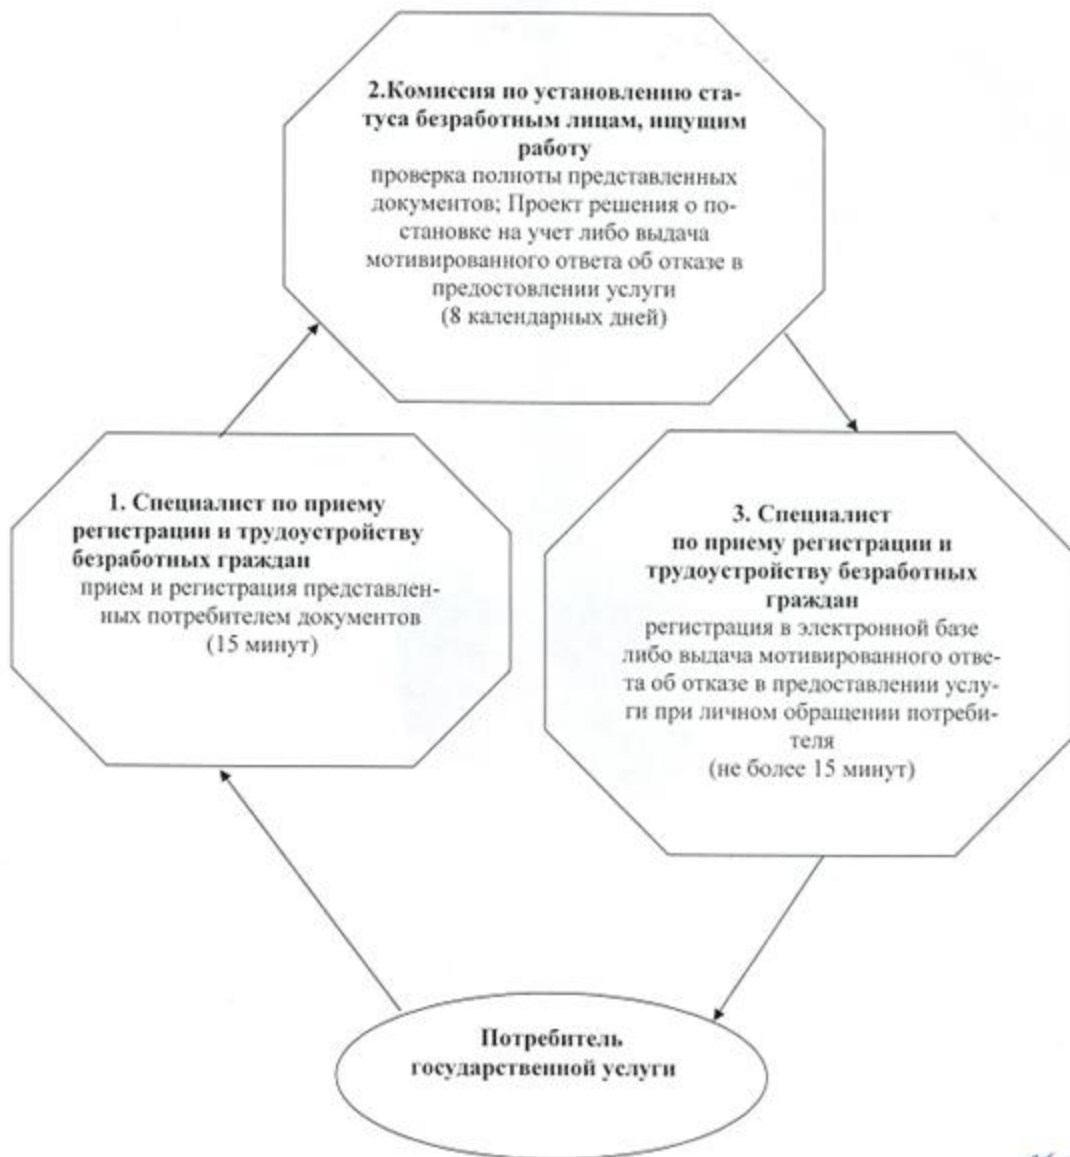 2.Комиссия по установлению ста-
туса безработным лицам, ищущим
работу
проверка полноты представленных
документов; Проект решения о по-
становке на учет либо выдача
мотивированного ответа об отказе в
предостовлении услуги
(8 календарных дней)
1. Специалист по приему
регистрации и трудоустройству
безработных граждан
прием и регистрация представлен-
ных потребителем документов
(15 минут)
3. Специалист
по приему регистрации и
трудоустройству безработных
граждан
регистрация в электронной базе
либо выдача мотивированного отве-
та об отказе в предоставлении услу-
ги при личном обращении потреби-
теля
(не более 15 минут)
Потребитель
государственной услуги